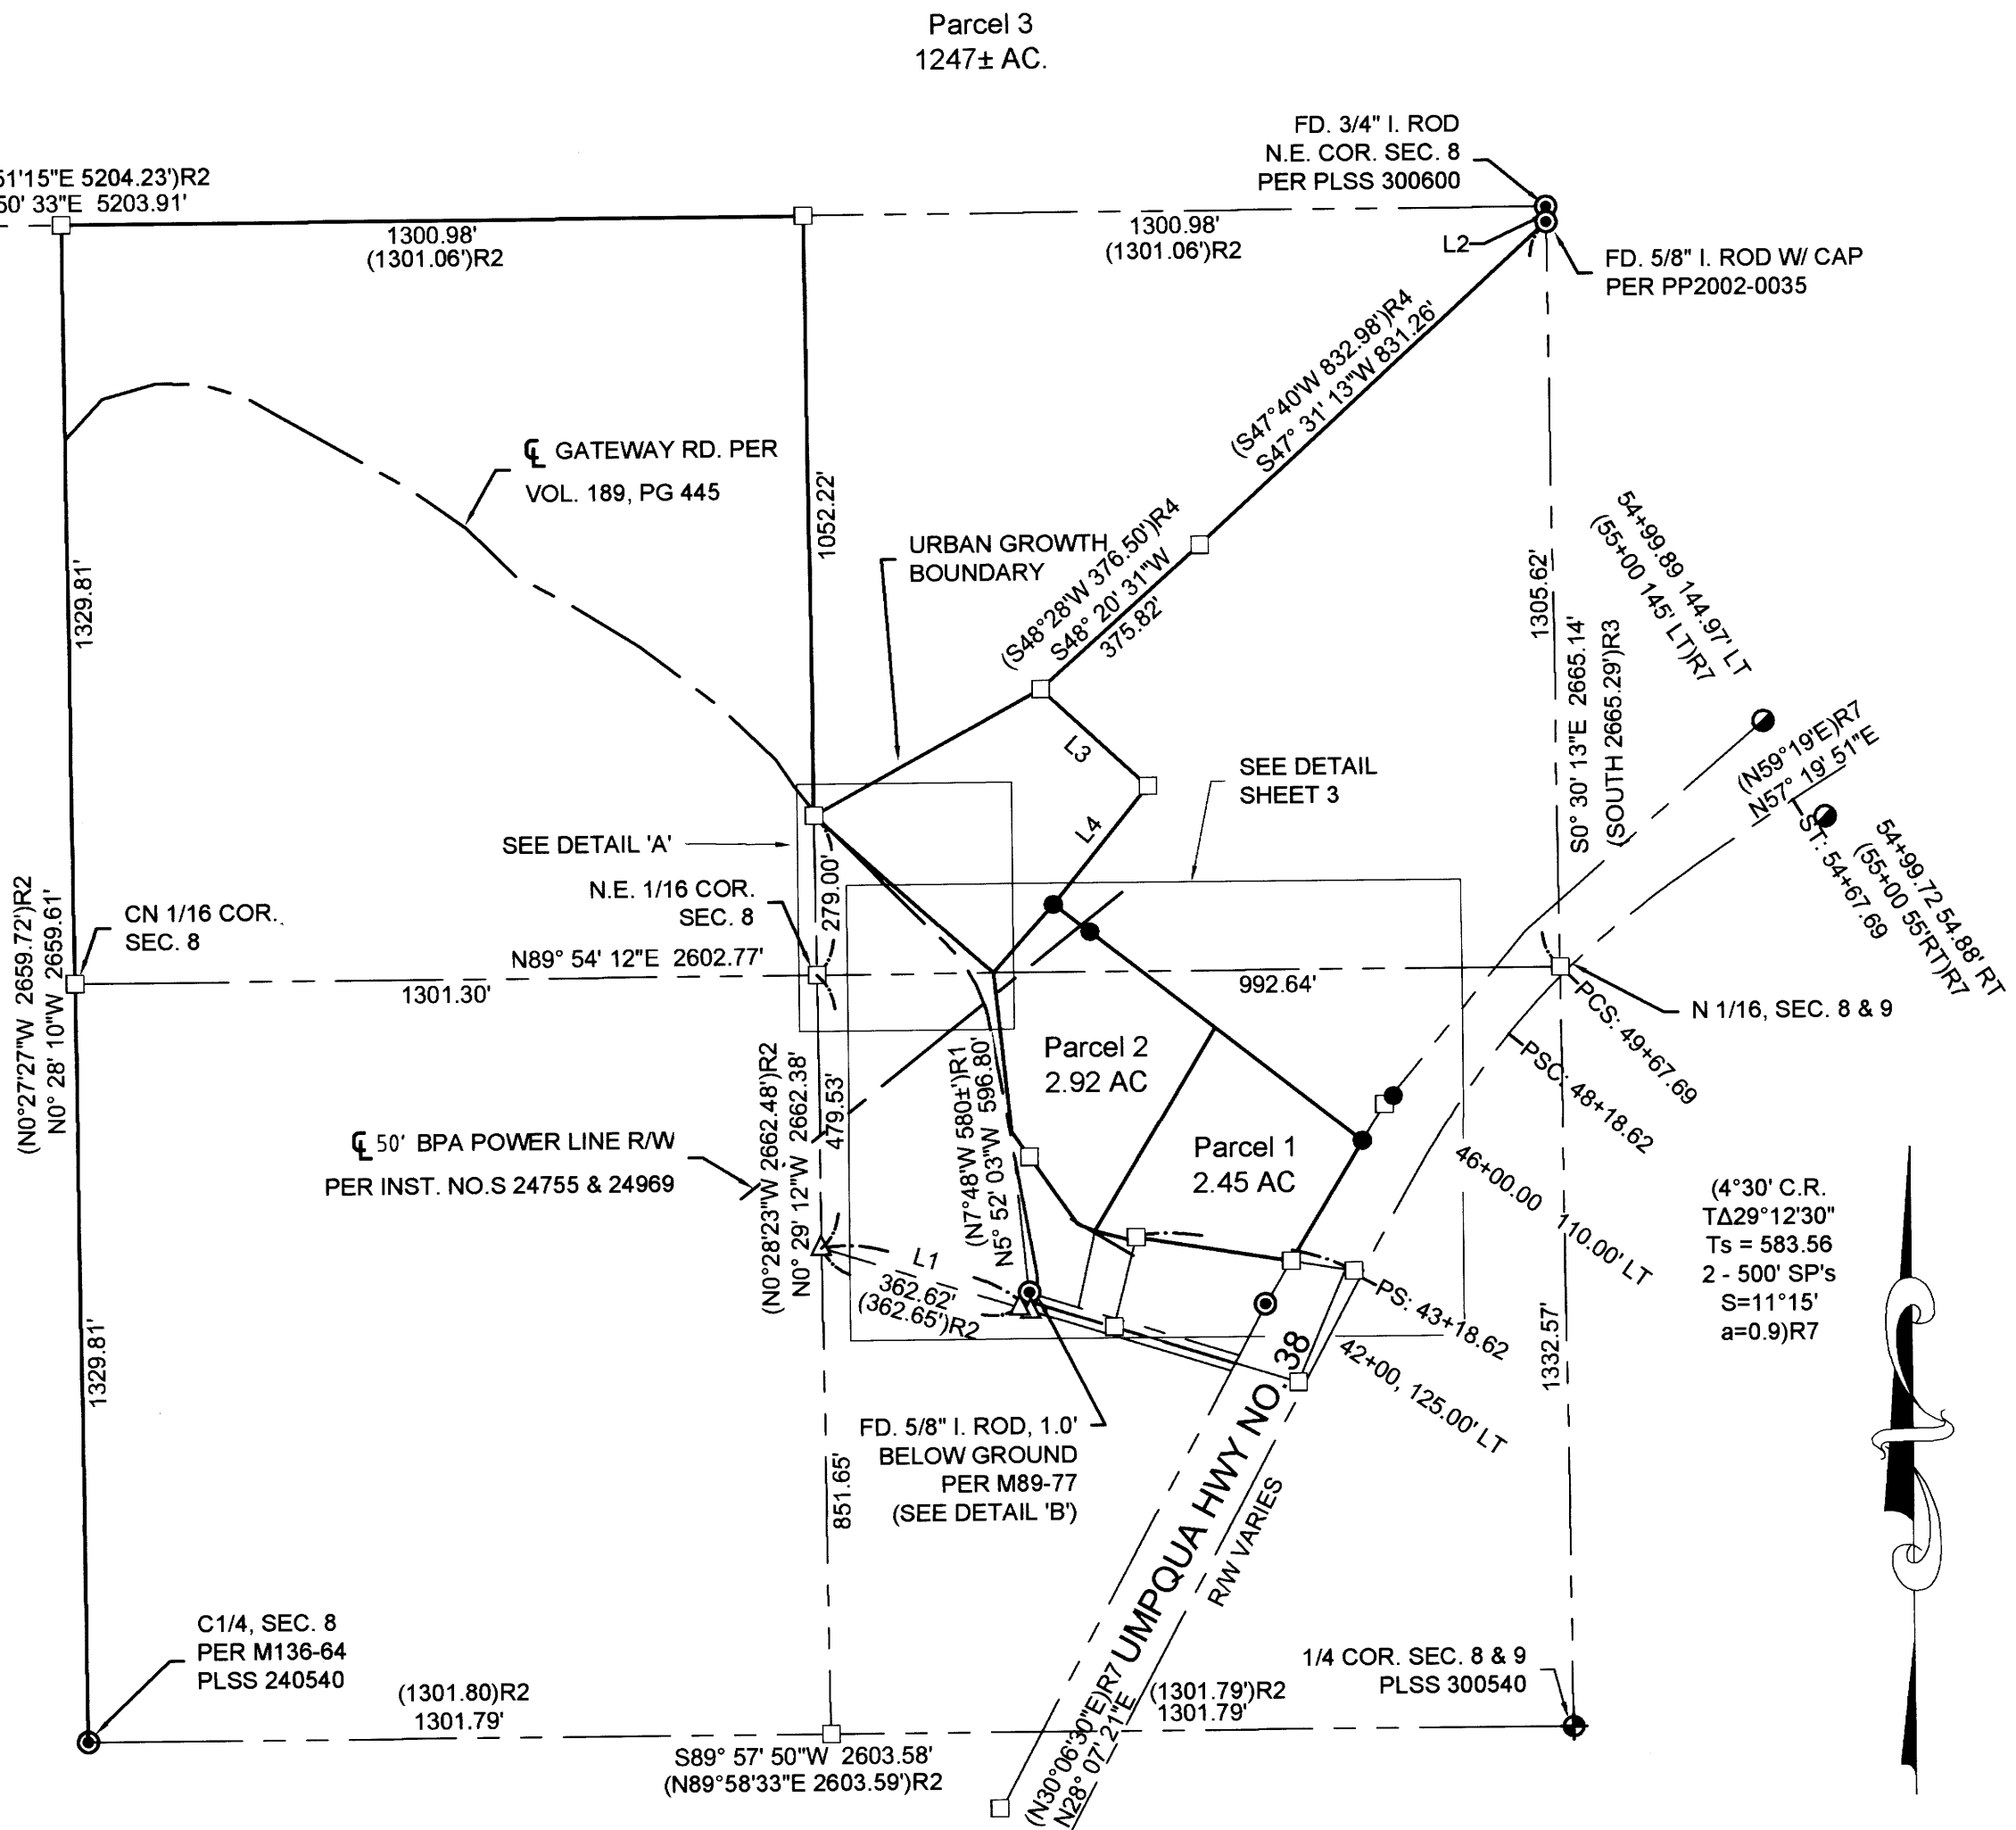 Parcel 3
1247± AC.
FD. 3/4" I. ROD
N.E. COR. SEC. 8
PER PLSS 300600
51'15"E 5204.23')R2
50' 33"E 5203.91'
1300.98'
(1301.06')R2
1300.98'
(1301.06')R2
L2
FD. 5/8" I. ROD W/ CAP
PER PP2002-0035
(S47°40'W 832.98')R4
S47° 31' 13"W 831.26'
℄ GATEWAY RD. PER
VOL. 189, PG 445
1052.22'
URBAN GROWTH
BOUNDARY
(S48°28"W 376.50')R4
S48° 20' 31"W
375.82'
1329.81'
1305.62'
S0° 30' 13"E 2665.14'
(SOUTH 2665.29')R3
54+99.89 144.97' LT
(55+00 145' LT)R7
(N59°19'E)R7
N57° 19' 51"E
L3
L4
SEE DETAIL
SHEET 3
ST: 54+67.69
54+99.72 54.88' RT
(55+00 55'RT)R7
SEE DETAIL 'A'
279.00'
N.E. 1/16 COR.
SEC. 8
CN 1/16 COR.
SEC. 8
(N0°27'27"W 2659.72')R2
N0° 28' 10"W 2659.61'
N89° 54' 12"E 2602.77'
1301.30'
992.64'
N 1/16, SEC. 8 & 9
PCS: 49+67.69
PSC: 48+18.62
Parcel 2
2.92 AC
(N7°48'W 580±')R1
N5° 52' 03"W 596.80'
(N0°28'23"W 2662.48')R2
N0° 29' 12"W 2662.38'
479.53'
℄ 50' BPA POWER LINE R/W
PER INST. NO.S 24755 & 24969
Parcel 1
2.45 AC
46+00.00 110.00' LT
(4°30' C.R.
TΔ29°12'30"
Ts = 583.56
2 - 500' SP's
S=11°15'
a=0.9)R7
L1
362.62'
(362.65')R2
PS: 43+18.62
42+00, 125.00' LT
1332.57'
1329.81'
FD. 5/8" I. ROD, 1.0'
BELOW GROUND
PER M89-77
(SEE DETAIL 'B')
851.65'
UMPQUA HWY NO. 38
R/W VARIES
(N30°06'30"E)R7
N28° 07' 21"E
C1/4, SEC. 8
PER M136-64
PLSS 240540
1/4 COR. SEC. 8 & 9
PLSS 300540
(1301.80)R2
1301.79'
(1301.79')R2
1301.79'
S89° 57' 50"W 2603.58'
(N89°58'33"E 2603.59')R2